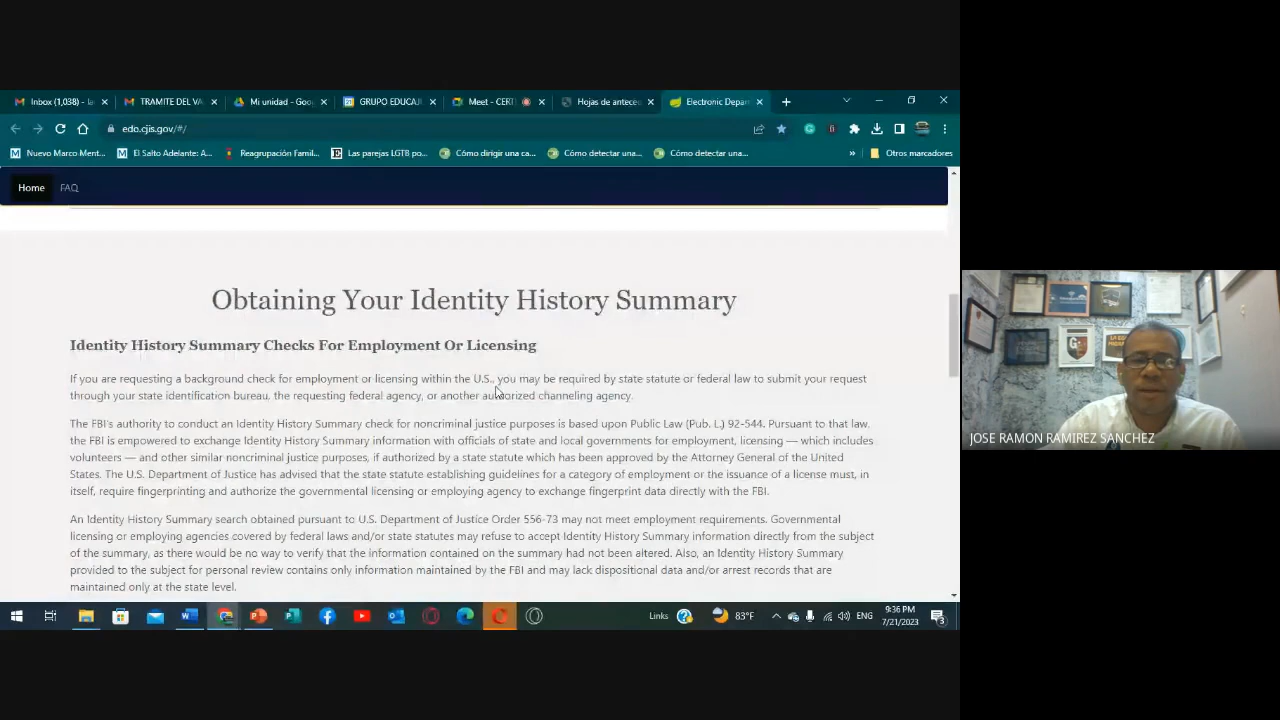 Inbox (1,038) - la
TRAMITE DEL VA
Mi unidad - Goo
GRUPO EDUCAJ
Meet - CERT
Hojas de antece
Electronic Depar
edo.cjis.gov/#/
Nuevo Marco Ment...
El Salto Adelante: A...
Reagrupación Famil...
Las parejas LGTB po...
Cómo dirigir una ca...
Cómo detectar una...
Cómo detectar una...
»
Otros marcadores
Home
FAQ
Obtaining Your Identity History Summary
Identity History Summary Checks For Employment Or Licensing
If you are requesting a background check for employment or licensing within the U.S., you may be required by state statute or federal law to submit your request
through your state identification bureau, the requesting federal agency, or another authorized channeling agency.
The FBI's authority to conduct an Identity History Summary check for noncriminal justice purposes is based upon Public Law (Pub. L.) 92-544. Pursuant to that law,
the FBI is empowered to exchange Identity History Summary information with officials of state and local governments for employment, licensing — which includes
volunteers — and other similar noncriminal justice purposes, if authorized by a state statute which has been approved by the Attorney General of the United
States. The U.S. Department of Justice has advised that the state statute establishing guidelines for a category of employment or the issuance of a license must, in
itself, require fingerprinting and authorize the governmental licensing or employing agency to exchange fingerprint data directly with the FBI.
An Identity History Summary search obtained pursuant to U.S. Department of Justice Order 556-73 may not meet employment requirements. Governmental
licensing or employing agencies covered by federal laws and/or state statutes may refuse to accept Identity History Summary information directly from the subject
of the summary, as there would be no way to verify that the information contained on the summary had not been altered. Also, an Identity History Summary
provided to the subject for personal review contains only information maintained by the FBI and may lack dispositional data and/or arrest records that are
maintained only at the state level.
JOSE RAMON RAMIREZ SANCHEZ
Links
83°F
ENG
9:36 PM
7/21/2023
3